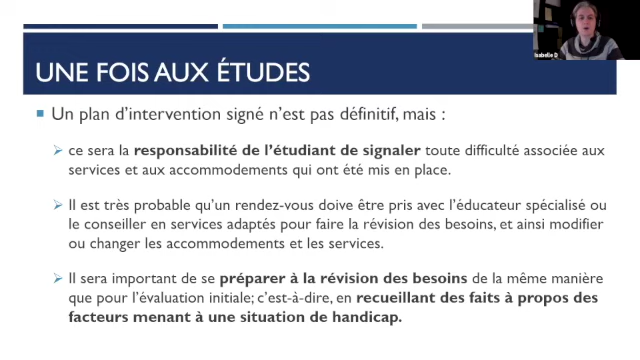 Isabelle D
UNE FOIS AUX ÉTUDES
Un plan d'intervention signé n'est pas définitif, mais :
ce sera la responsabilité de l'étudiant de signaler toute difficulté associée aux
services et aux accommodements qui ont été mis en place.
Il est très probable qu'un rendez-vous doive être pris avec l'éducateur spécialisé ou
le conseiller en services adaptés pour faire la révision des besoins, et ainsi modifier
ou changer les accommodements et les services.
Il sera important de se préparer à la révision des besoins de la même manière
que pour l'évaluation initiale; c'est-à-dire, en recueillant des faits à propos des
facteurs menant à une situation de handicap.